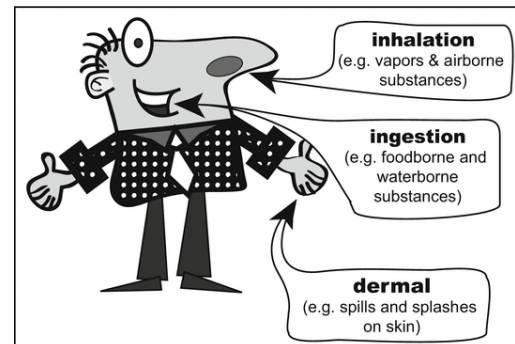 inhalation
(e.g. vapors & airborne
substances)
ingestion
(e.g. foodborne and
waterborne
substances)
dermal
(e.g. spills and splashes
on skin)